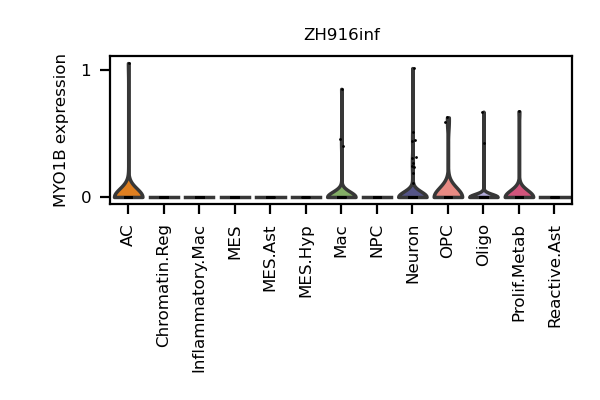 ZH916inf
MYO1B expression
1
0
AC
Chromatin.Reg
Inflammatory.Mac
MES
MES.Ast
MES.Hyp
Mac
NPC
Neuron
OPC
Oligo
Prolif.Metab
Reactive.Ast